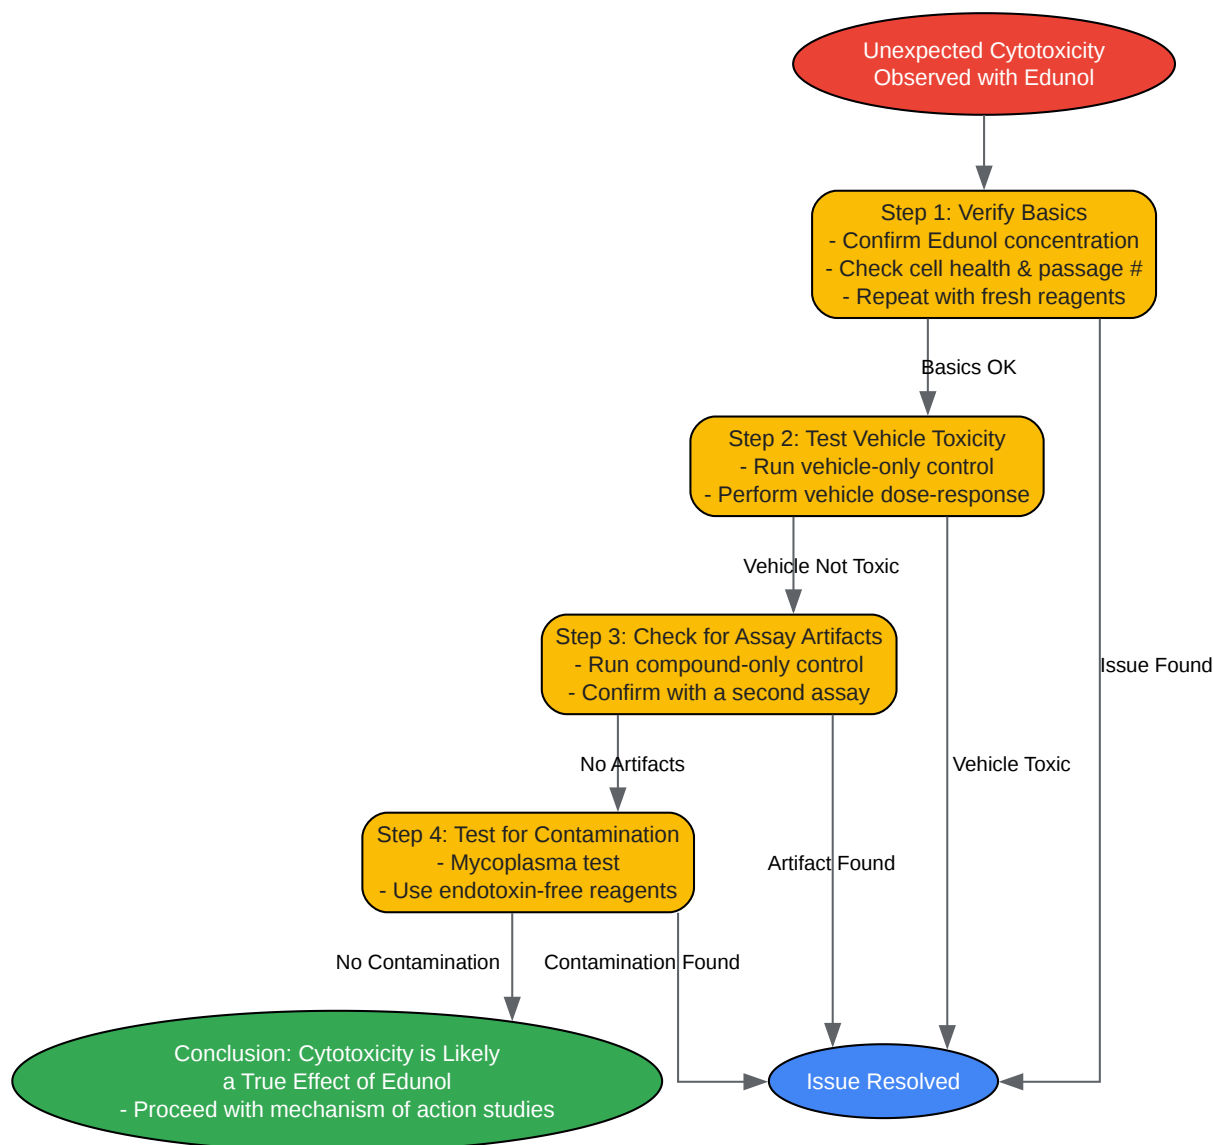 Unexpected Cytotoxicity
Observed with Edunol
Step 1: Verify Basics
- Confirm Edunol concentration
- Check cell health & passage #
- Repeat with fresh reagents
Basics OK
Step 2: Test Vehicle Toxicity
- Run vehicle-only control
- Perform vehicle dose-response
Vehicle Not Toxic
Step 3: Check for Assay Artifacts
- Run compound-only control
- Confirm with a second assay
Issue Found
No Artifacts
Vehicle Toxic
Step 4: Test for Contamination
- Mycoplasma test
- Use endotoxin-free reagents
Artifact Found
No Contamination
Contamination Found
Conclusion: Cytotoxicity is Likely
a True Effect of Edunol
- Proceed with mechanism of action studies
Issue Resolved